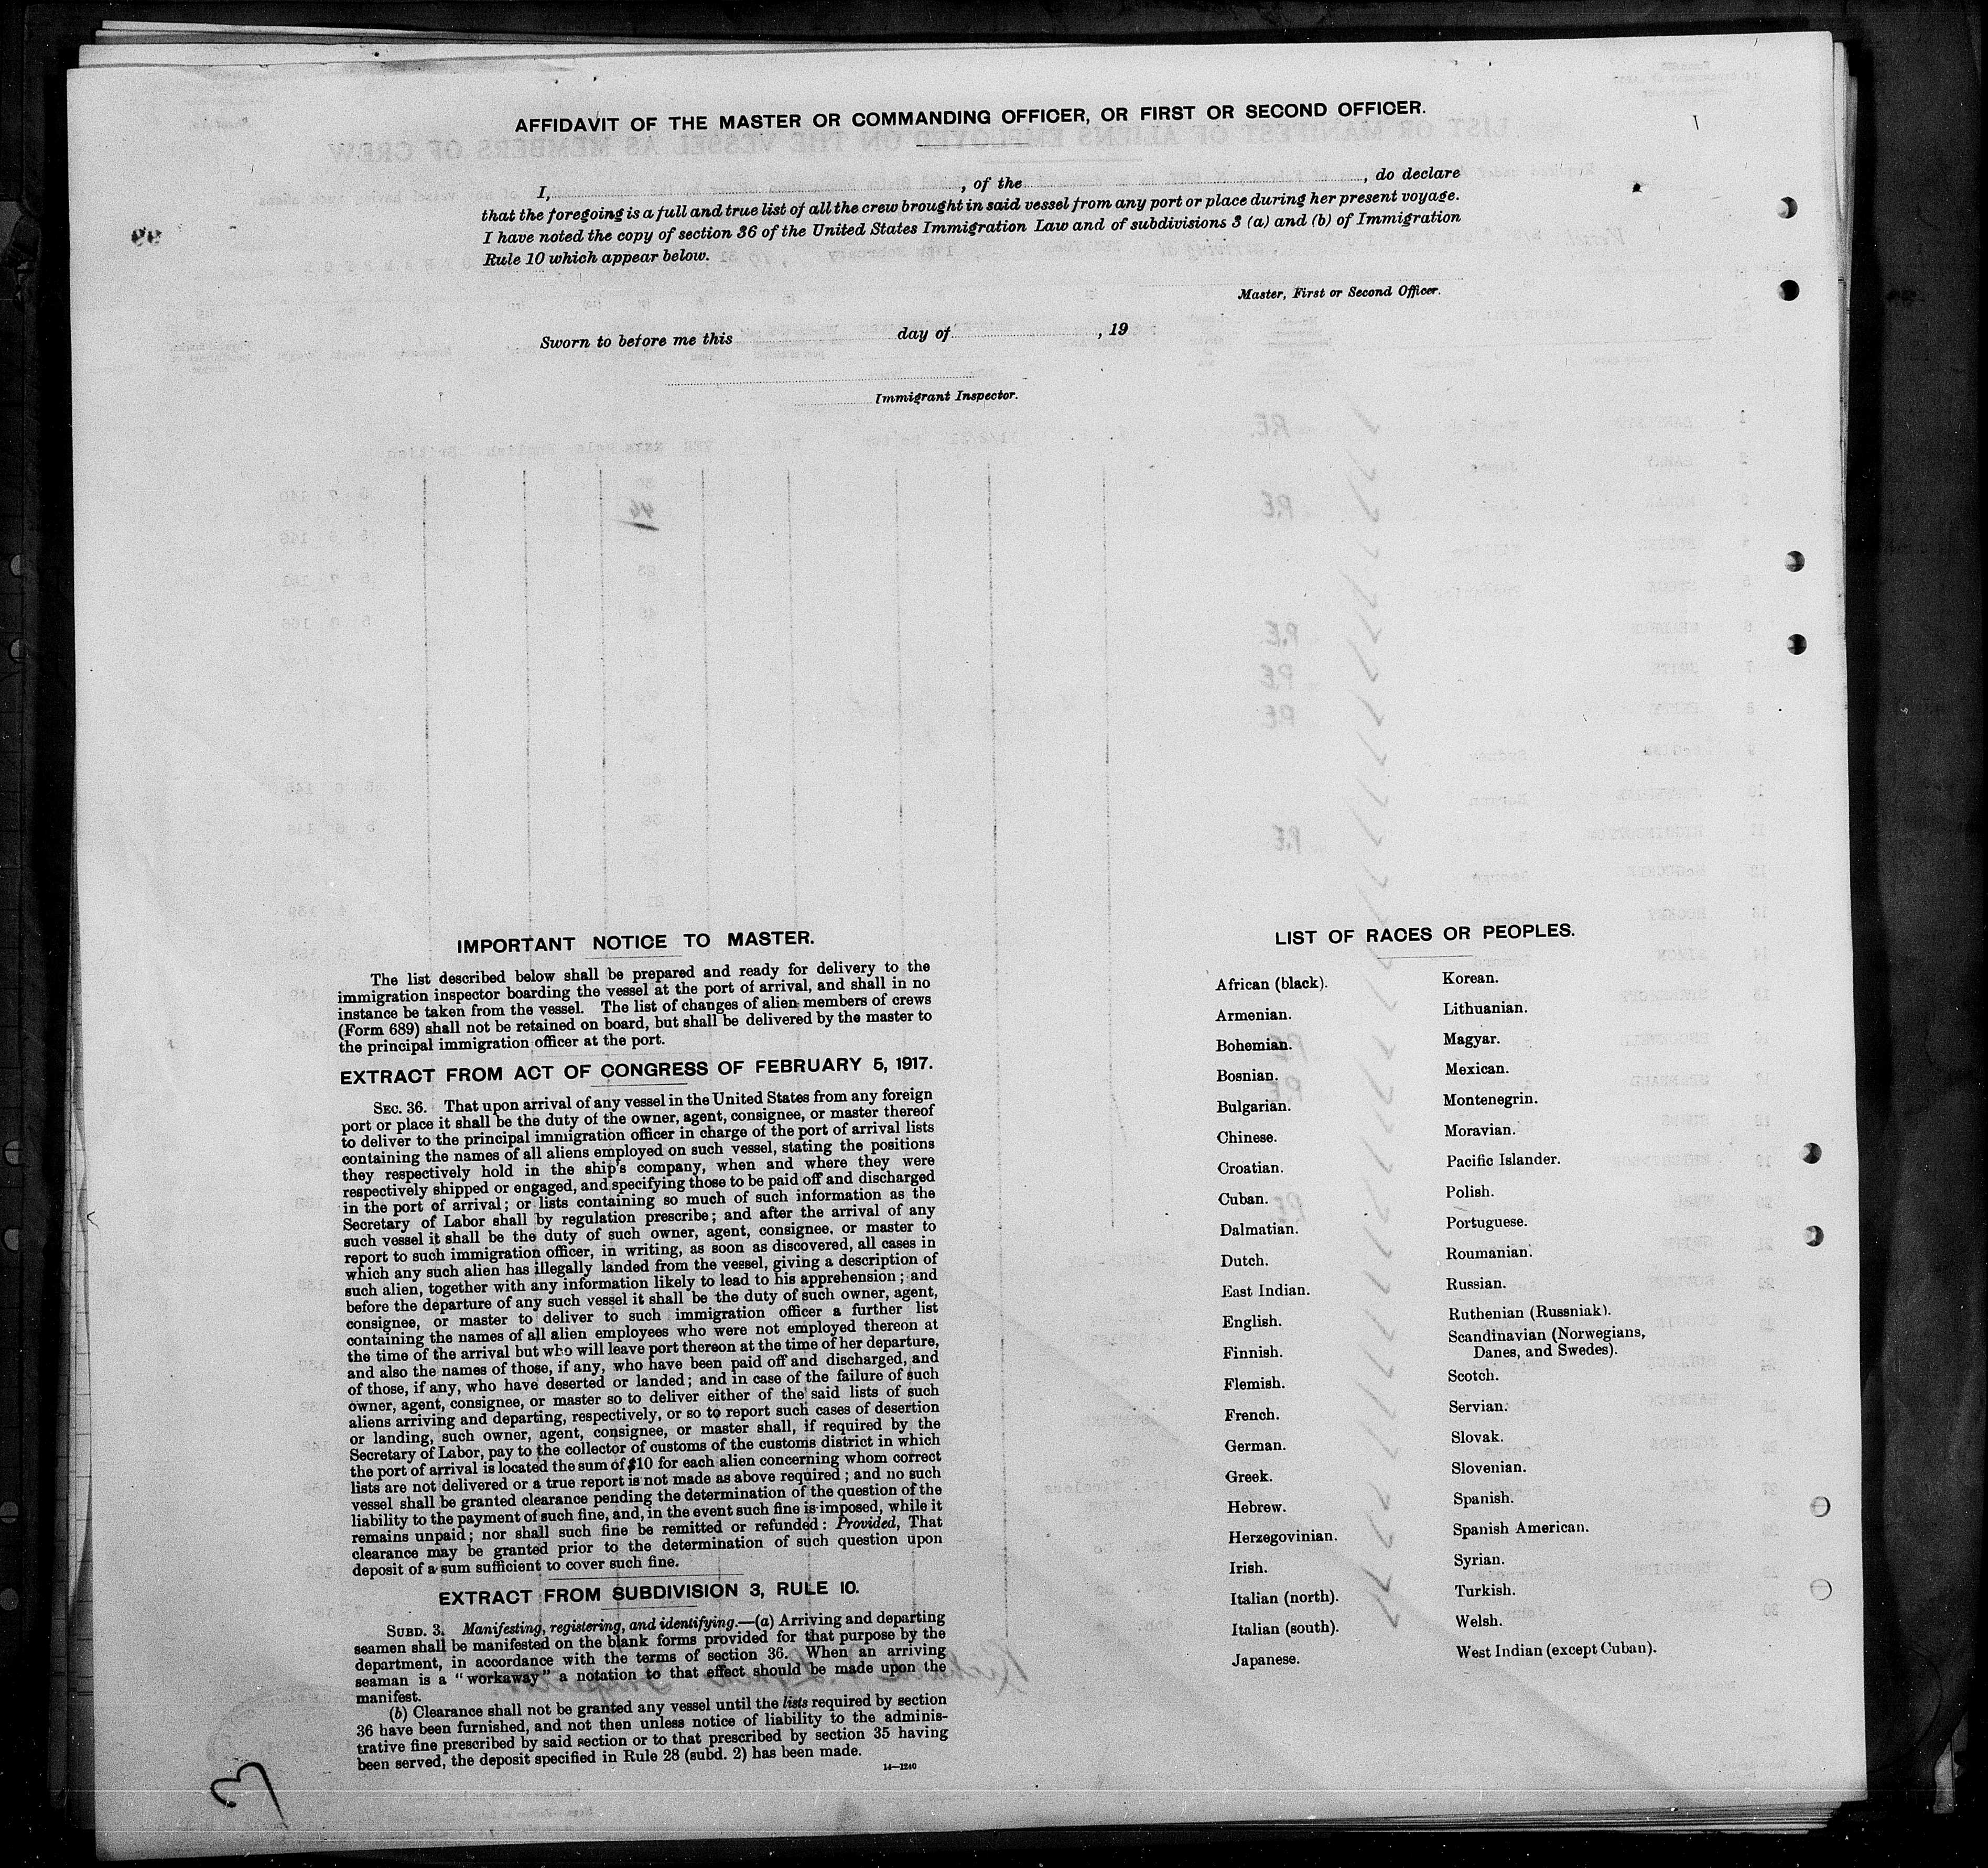 AFFIDAVIT OF THE MASTER OR COMMANDING OFFICER, OR FIRST OR SECOND OFFICER.
I, , of the , do declare
that the foregoing is a full and true list of all the crew brought in said vessel from any port or place during her present voyage.
I have noted the copy of section 36 of the United States Immigration Law and of subdivisions 3 (a) and (b) of Immigration
Rule 10 which appear below.
Master, First or Second Officer.
Sworn to before me this day of , 19
Immigrant Inspector.
IMPORTANT NOTICE TO MASTER.
The list described below shall be prepared and ready for delivery to the
immigration inspector boarding the vessel at the port of arrival, and shall in no
instance be taken from the vessel. The list of changes of alien members of crews
(Form 689) shall not be retained on board, but shall be delivered by the master to
the principal immigration officer at the port.
EXTRACT FROM ACT OF CONGRESS OF FEBRUARY 5, 1917.
SEC. 36. That upon arrival of any vessel in the United States from any foreign
port or place it shall be the duty of the owner, agent, consignee, or master thereof
to deliver to the principal immigration officer in charge of the port of arrival lists
containing the names of all aliens employed on such vessel, stating the positions
they respectively hold in the ship's company, when and where they were
respectively shipped or engaged, and specifying those to be paid off and discharged
in the port of arrival; or lists containing so much of such information as the
Secretary of Labor shall by regulation prescribe; and after the arrival of any
such vessel it shall be the duty of such owner, agent, consignee, or master to
report to such immigration officer, in writing, as soon as discovered, all cases in
which any such alien has illegally landed from the vessel, giving a description of
such alien, together with any information likely to lead to his apprehension; and
before the departure of any such vessel it shall be the duty of such owner, agent,
consignee, or master to deliver to such immigration officer a further list
containing the names of all alien employees who were not employed thereon at
the time of the arrival but who will leave port thereon at the time of her departure,
and also the names of those, if any, who have been paid off and discharged, and
of those, if any, who have deserted or landed; and in case of the failure of such
owner, agent, consignee, or master so to deliver either of the said lists of such
aliens arriving and departing, respectively, or so to report such cases of desertion
or landing, such owner, agent, consignee, or master shall, if required by the
Secretary of Labor, pay to the collector of customs of the customs district in which
the port of arrival is located the sum of $10 for each alien concerning whom correct
lists are not delivered or a true report is not made as above required; and no such
vessel shall be granted clearance pending the determination of the question of the
liability to the payment of such fine, and, in the event such fine is imposed, while it
remains unpaid; nor shall such fine be remitted or refunded: Provided, That
clearance may be granted prior to the determination of such question upon
deposit of a sum sufficient to cover such fine.
EXTRACT FROM SUBDIVISION 3, RULE 10.
SUBD. 3. Manifesting, registering, and identifying.—(a) Arriving and departing
seamen shall be manifested on the blank forms provided for that purpose by the
department, in accordance with the terms of section 36. When an arriving
seaman is a "workaway" a notation to that effect should be made upon the
manifest.
(b) Clearance shall not be granted any vessel until the lists required by section
36 have been furnished, and not then unless notice of liability to the adminis-
trative fine prescribed by said section or to that prescribed by section 35 having
been served, the deposit specified in Rule 28 (subd. 2) has been made.
14—1240
3
LIST OF RACES OR PEOPLES.
African (black).
Armenian.
Bohemian.
Bosnian.
Bulgarian.
Chinese.
Croatian.
Cuban.
Dalmatian.
Dutch.
East Indian.
English.
Finnish.
Flemish.
French.
German.
Greek.
Hebrew.
Herzegovinian.
Irish.
Italian (north).
Italian (south).
Japanese.
Korean.
Lithuanian.
Magyar.
Mexican.
Montenegrin.
Moravian.
Pacific Islander.
Polish.
Portuguese.
Roumanian.
Russian.
Ruthenian (Russniak).
Scandinavian (Norwegians,
Danes, and Swedes).
Scotch.
Servian.
Slovak.
Slovenian.
Spanish.
Spanish American.
Syrian.
Turkish.
Welsh.
West Indian (except Cuban).